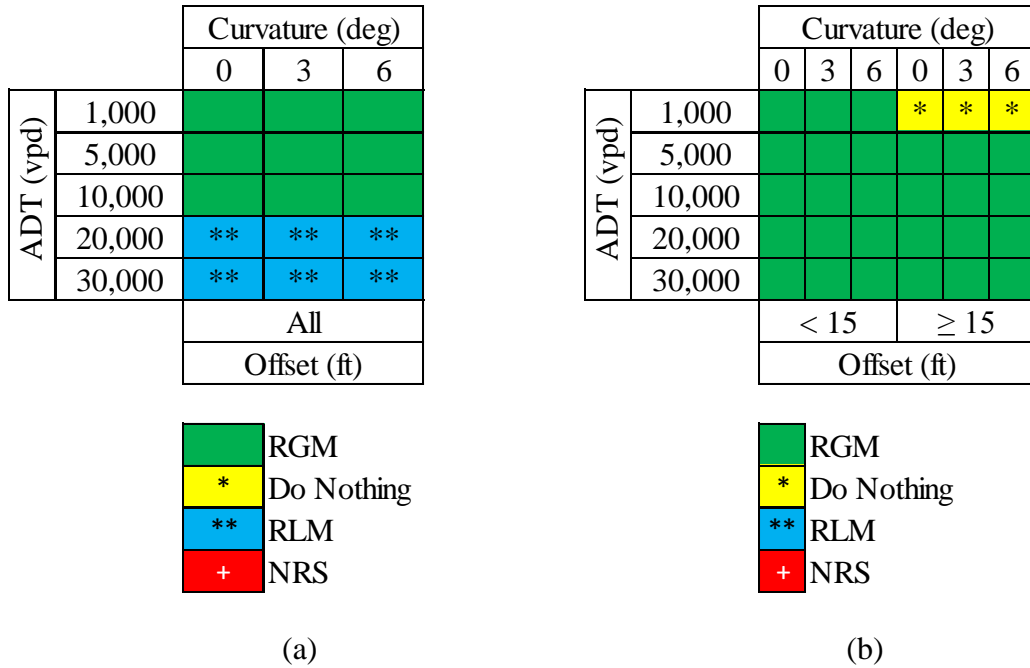 Curvature (deg)
0 3 6
ADT (vpd)
1,000
5,000
10,000
20,000 ** ** **
30,000 ** ** **
All
Offset (ft)
RGM
* Do Nothing
** RLM
+ NRS
(a)
Curvature (deg)
0 3 6 0 3 6
ADT (vpd)
1,000 * * *
5,000
10,000
20,000
30,000
< 15 ≥ 15
Offset (ft)
RGM
* Do Nothing
** RLM
+ NRS
(b)